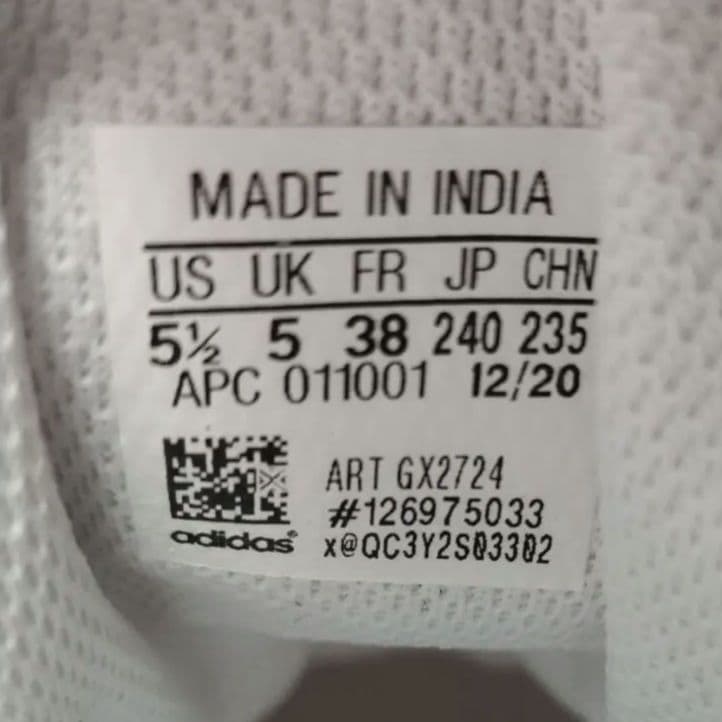 MADE IN INDIA
US UK FR JP CHN
5½ 5 38 240 235
APC 011001 12/20
ART GX2724
#126975033
adidas®
x@QC3Y2S03302